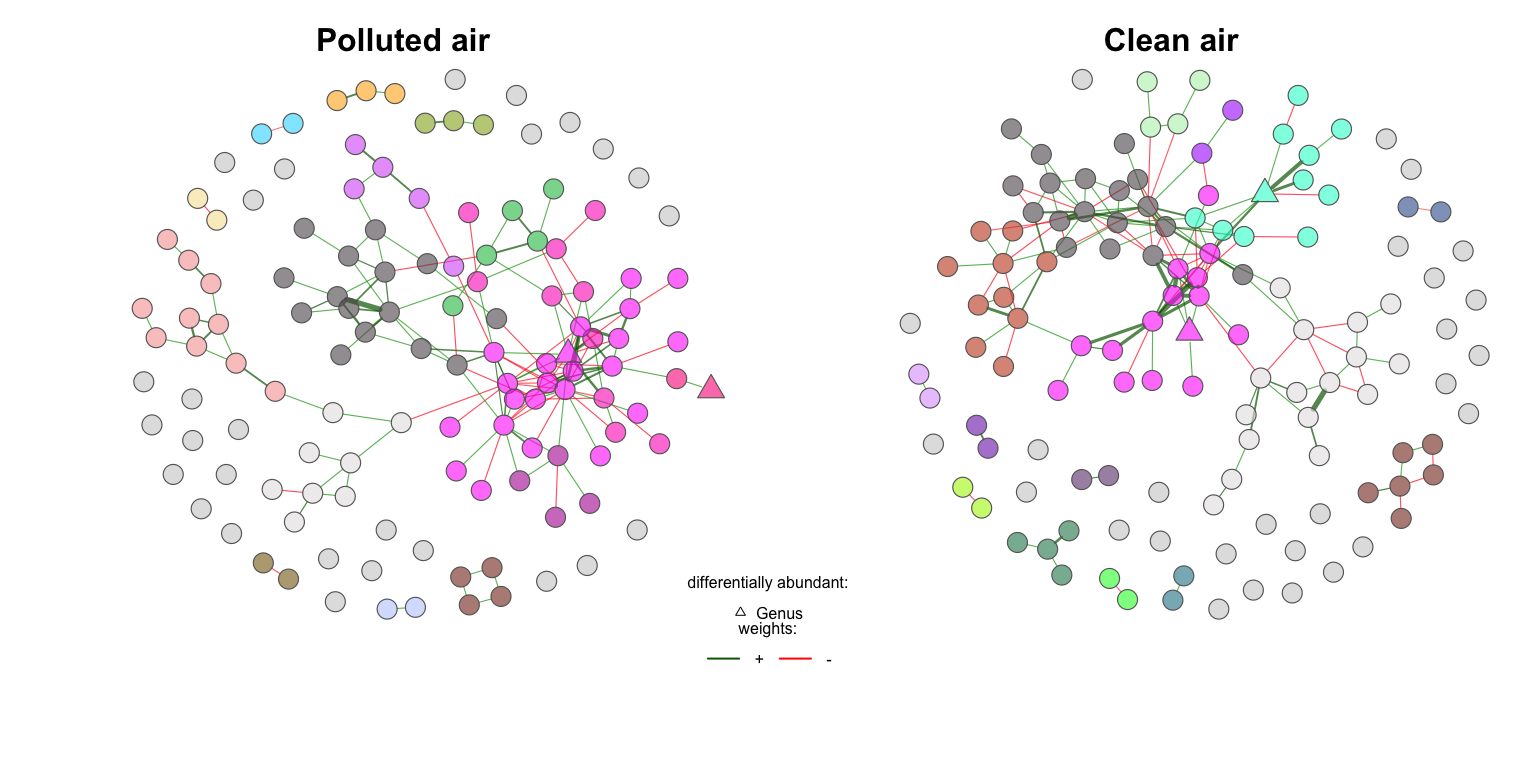 Polluted air
Clean air
differentially abundant:
Genus
weights:
+ -